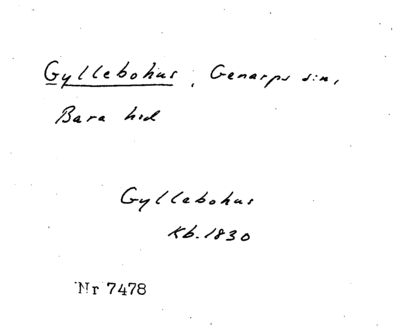 Gyllebohus, Genarps sn,
Bara hd
Gyllebohus
Kb. 1830
Nr 7478